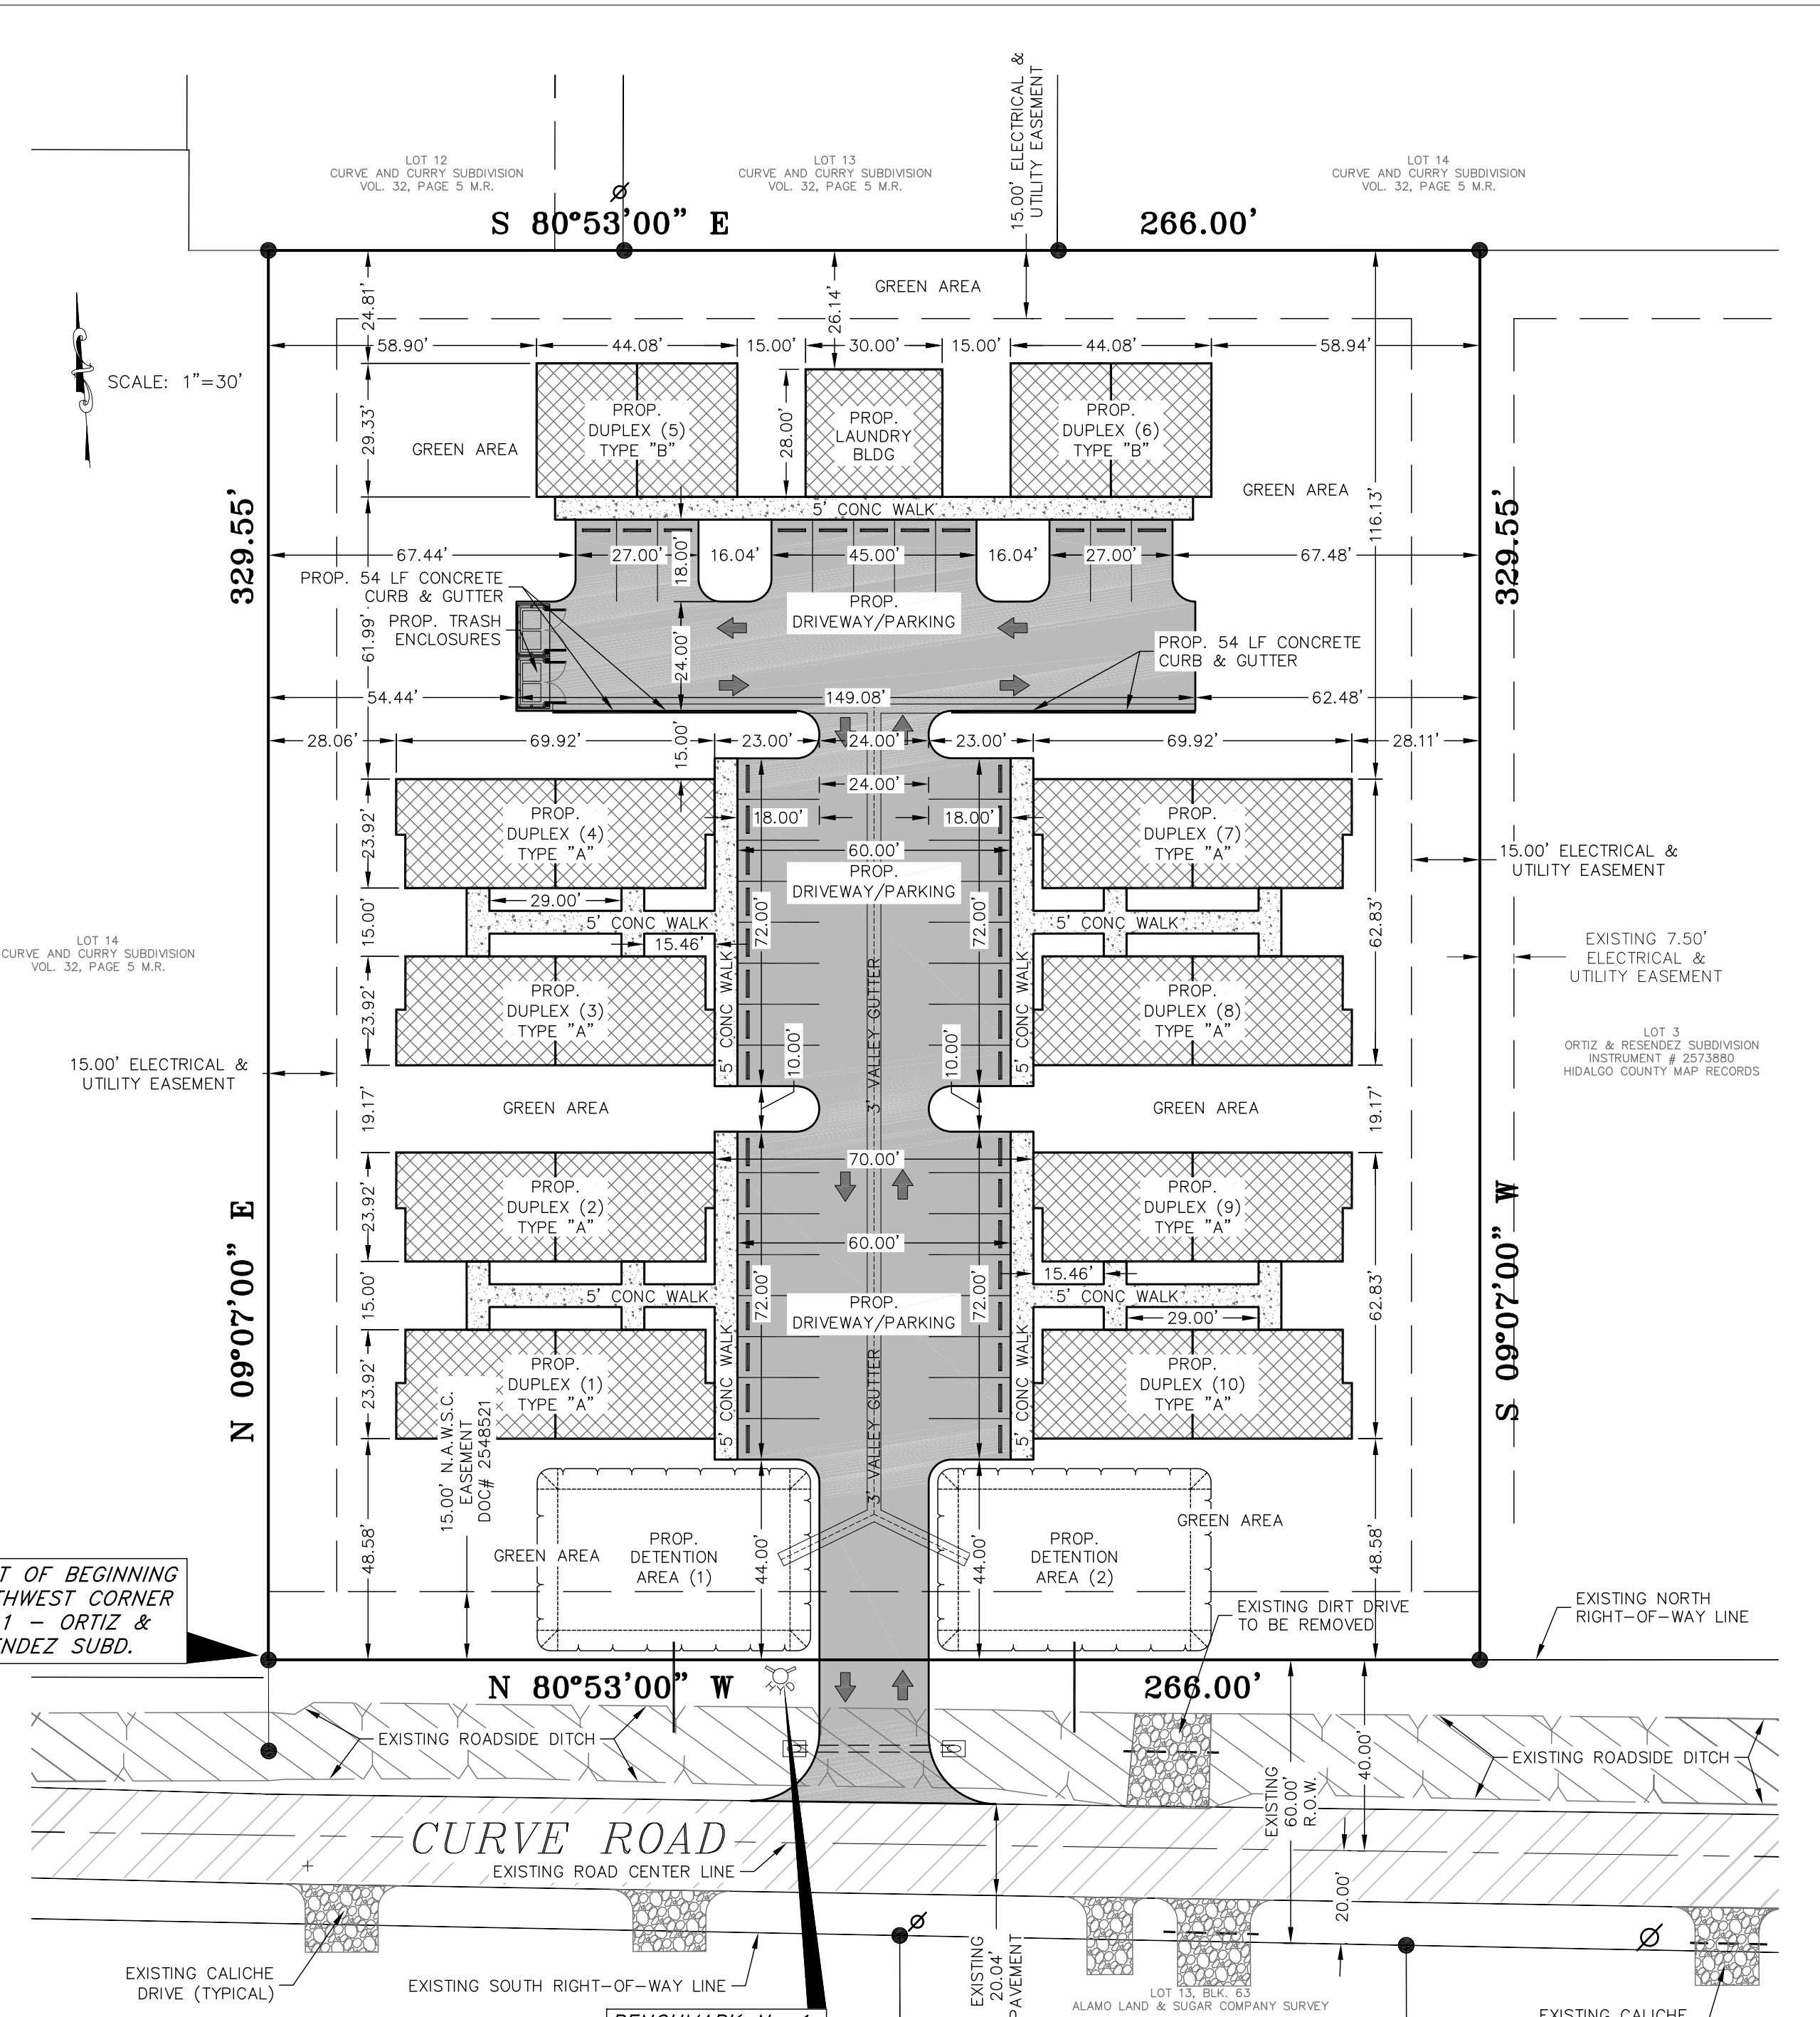 15.00' ELECTRICAL &
UTILITY EASEMENT
LOT 12
CURVE AND CURRY SUBDIVISION
VOL. 32, PAGE 5 M.R.
LOT 13
CURVE AND CURRY SUBDIVISION
VOL. 32, PAGE 5 M.R.
LOT 14
CURVE AND CURRY SUBDIVISION
VOL. 32, PAGE 5 M.R.
S 80°53'00" E
266.00'
GREEN AREA
24.81'
26.14'
58.90'
44.08'
15.00'
30.00'
15.00'
44.08'
58.94'
SCALE: 1"=30'
29.33'
GREEN AREA
PROP.
DUPLEX (5)
TYPE "B"
28.00'
PROP.
LAUNDRY
BLDG
PROP.
DUPLEX (6)
TYPE "B"
GREEN AREA
116.13'
5' CONC WALK
329.55'
329.55'
67.44'
27.00'
18.00'
16.04'
45.00'
16.04'
27.00'
67.48'
PROP. 54 LF CONCRETE
CURB & GUTTER
PROP. TRASH
ENCLOSURES
61.99'
PROP.
DRIVEWAY/PARKING
24.00'
PROP. 54 LF CONCRETE
CURB & GUTTER
54.44'
149.08'
62.48'
28.06'
69.92'
15.00'
23.00'
24.00'
23.00'
69.92'
28.11'
24.00'
18.00'
18.00'
23.92'
PROP.
DUPLEX (4)
TYPE "A"
60.00'
PROP.
DRIVEWAY/PARKING
PROP.
DUPLEX (7)
TYPE "A"
15.00' ELECTRICAL &
UTILITY EASEMENT
29.00'
15.00'
5' CONC WALK
15.46'
72.00'
72.00'
5' CONC WALK
62.83'
LOT 14
CURVE AND CURRY SUBDIVISION
VOL. 32, PAGE 5 M.R.
EXISTING 7.50'
ELECTRICAL &
UTILITY EASEMENT
23.92'
PROP.
DUPLEX (3)
TYPE "A"
5' CONC WALK
3' VALLEY GUTTER
5' CONC WALK
PROP.
DUPLEX (8)
TYPE "A"
LOT 3
ORTIZ & RESENDEZ SUBDIVISION
INSTRUMENT # 2573880
HIDALGO COUNTY MAP RECORDS
15.00' ELECTRICAL &
UTILITY EASEMENT
10.00'
10.00'
19.17'
GREEN AREA
GREEN AREA
19.17'
70.00'
N 09°07'00" E
S 09°07'00" W
23.92'
PROP.
DUPLEX (2)
TYPE "A"
60.00'
PROP.
DUPLEX (9)
TYPE "A"
15.46'
15.00'
5' CONC WALK
72.00'
PROP.
DRIVEWAY/PARKING
72.00'
5' CONC WALK
29.00'
62.83'
23.92'
PROP.
DUPLEX (1)
TYPE "A"
5' CONC WALK
3' VALLEY GUTTER
5' CONC WALK
PROP.
DUPLEX (10)
TYPE "A"
15.00' N.A.W.S.C.
EASEMENT
DOC# 2548521
48.58'
GREEN AREA
PROP.
DETENTION
AREA (1)
44.00'
44.00'
PROP.
DETENTION
AREA (2)
GREEN AREA
48.58'
T OF BEGINNING
THWEST CORNER
1 – ORTIZ &
ENDEZ SUBD.
EXISTING DIRT DRIVE
TO BE REMOVED
EXISTING NORTH
RIGHT-OF-WAY LINE
N 80°53'00" W
266.00'
EXISTING ROADSIDE DITCH
EXISTING ROADSIDE DITCH
EXISTING
60.00'
R.O.W.
40.00'
CURVE ROAD
EXISTING ROAD CENTER LINE
20.00'
EXISTING
20.04'
PAVEMENT
EXISTING CALICHE
DRIVE (TYPICAL)
EXISTING SOUTH RIGHT-OF-WAY LINE
LOT 13, BLK. 63
ALAMO LAND & SUGAR COMPANY SURVEY
EXISTING CALICHE